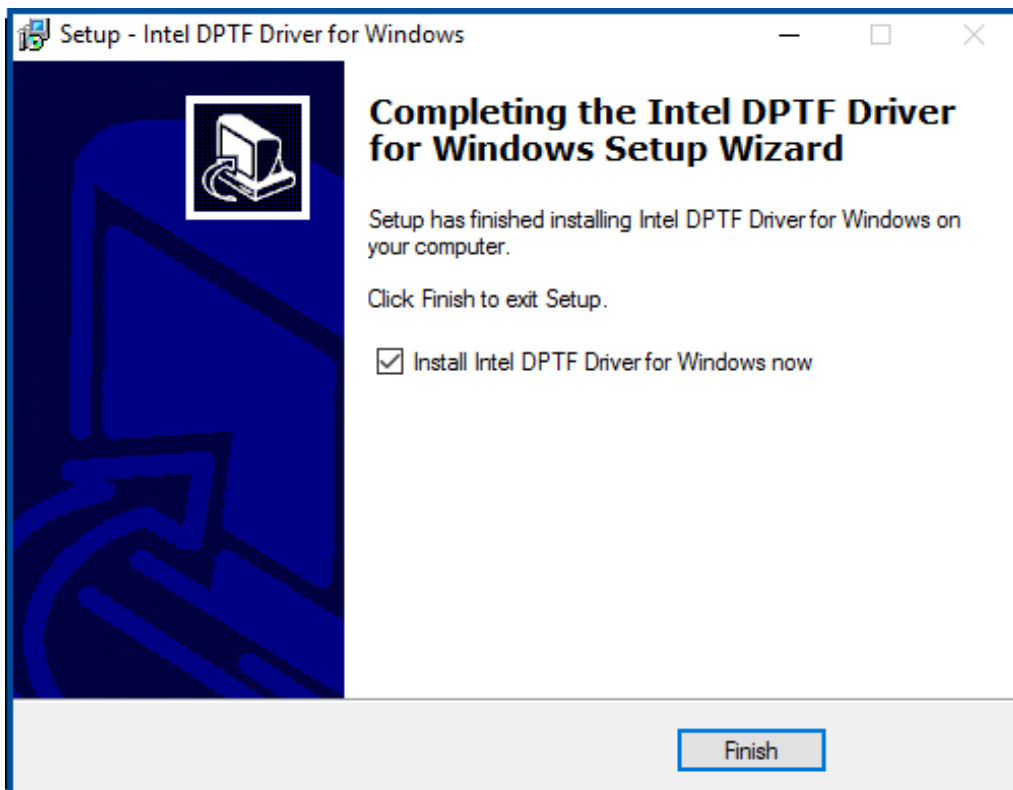 Setup - Intel DPTF Driver for Windows
Completing the Intel DPTF Driver
for Windows Setup Wizard
Setup has finished installing Intel DPTF Driver for Windows on
your computer.
Click Finish to exit Setup.
Install Intel DPTF Driver for Windows now
Finish